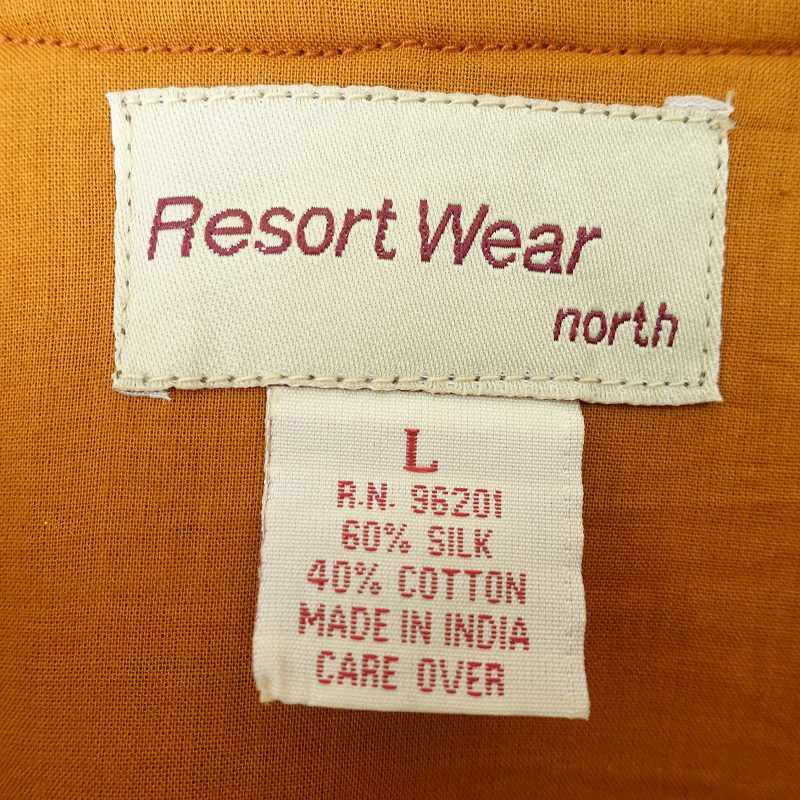 Resort Wear
north
L
R.N. 96201
60% SILK
40% COTTON
MADE IN INDIA
CARE OVER